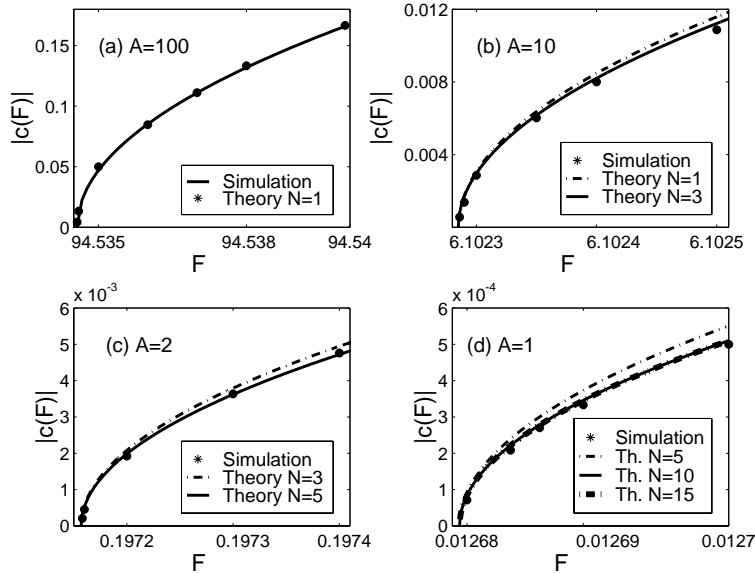 (a) A=100
|c(F)|
0.15
0.1
0.05
0
94.535
94.538
94.54
F
Simulation
Theory N=1
(b) A=10
|c(F)|
0.012
0.008
0.004
6.1023
6.1024
6.1025
F
Simulation
Theory N=1
Theory N=3
x 10⁻³
(c) A=2
|c(F)|
6
5
4
3
2
1
0
0.1972
0.1973
0.1974
F
Simulation
Theory N=3
Theory N=5
x 10⁻⁴
(d) A=1
|c(F)|
6
5
4
3
2
1
0
0.01268
0.01269
0.0127
F
Simulation
Th. N=5
Th. N=10
Th. N=15